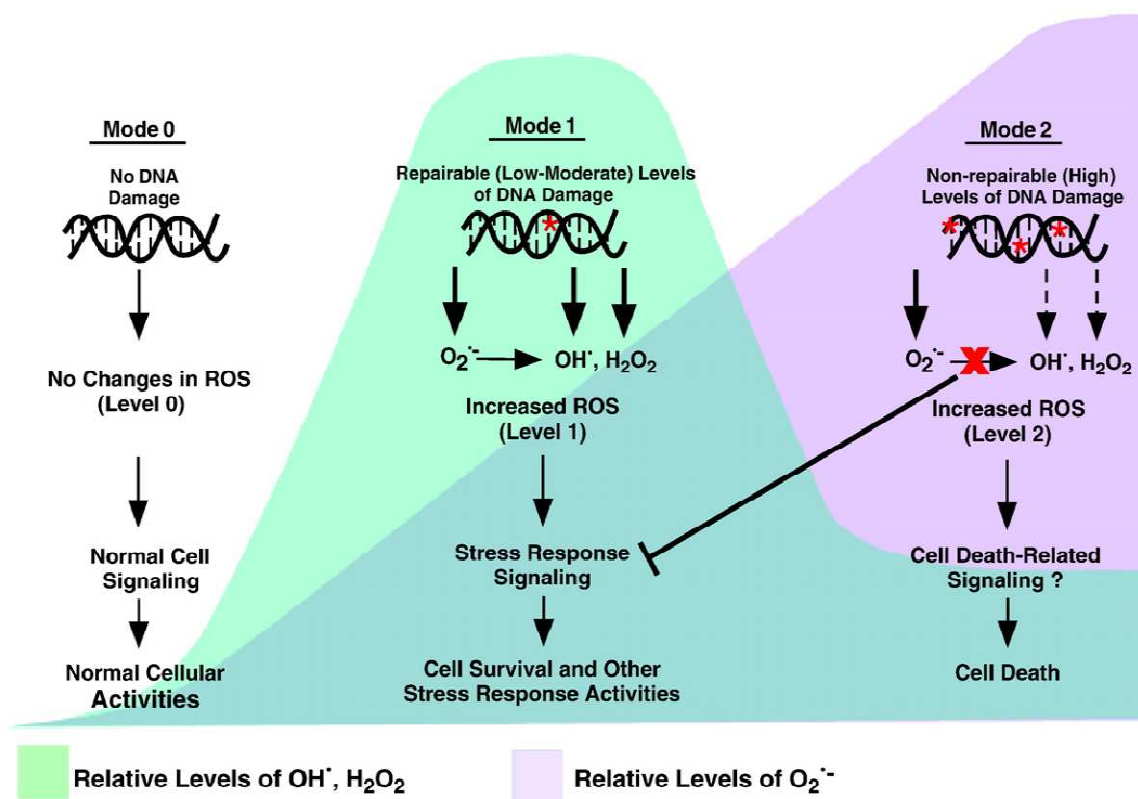 Mode 0
No DNA
Damage
No Changes in ROS
(Level 0)
Normal Cell
Signaling
Normal Cellular
Activities
Mode 1
Repairable (Low-Moderate) Levels
of DNA Damage
O₂˙⁻ OH˙, H₂O₂
Increased ROS
(Level 1)
Stress Response
Signaling
Cell Survival and Other
Stress Response Activities
Mode 2
Non-repairable (High)
Levels of DNA Damage
O₂˙⁻ X OH˙, H₂O₂
Increased ROS
(Level 2)
Cell Death-Related
Signaling ?
Cell Death
Relative Levels of OH˙, H₂O₂
Relative Levels of O₂˙⁻